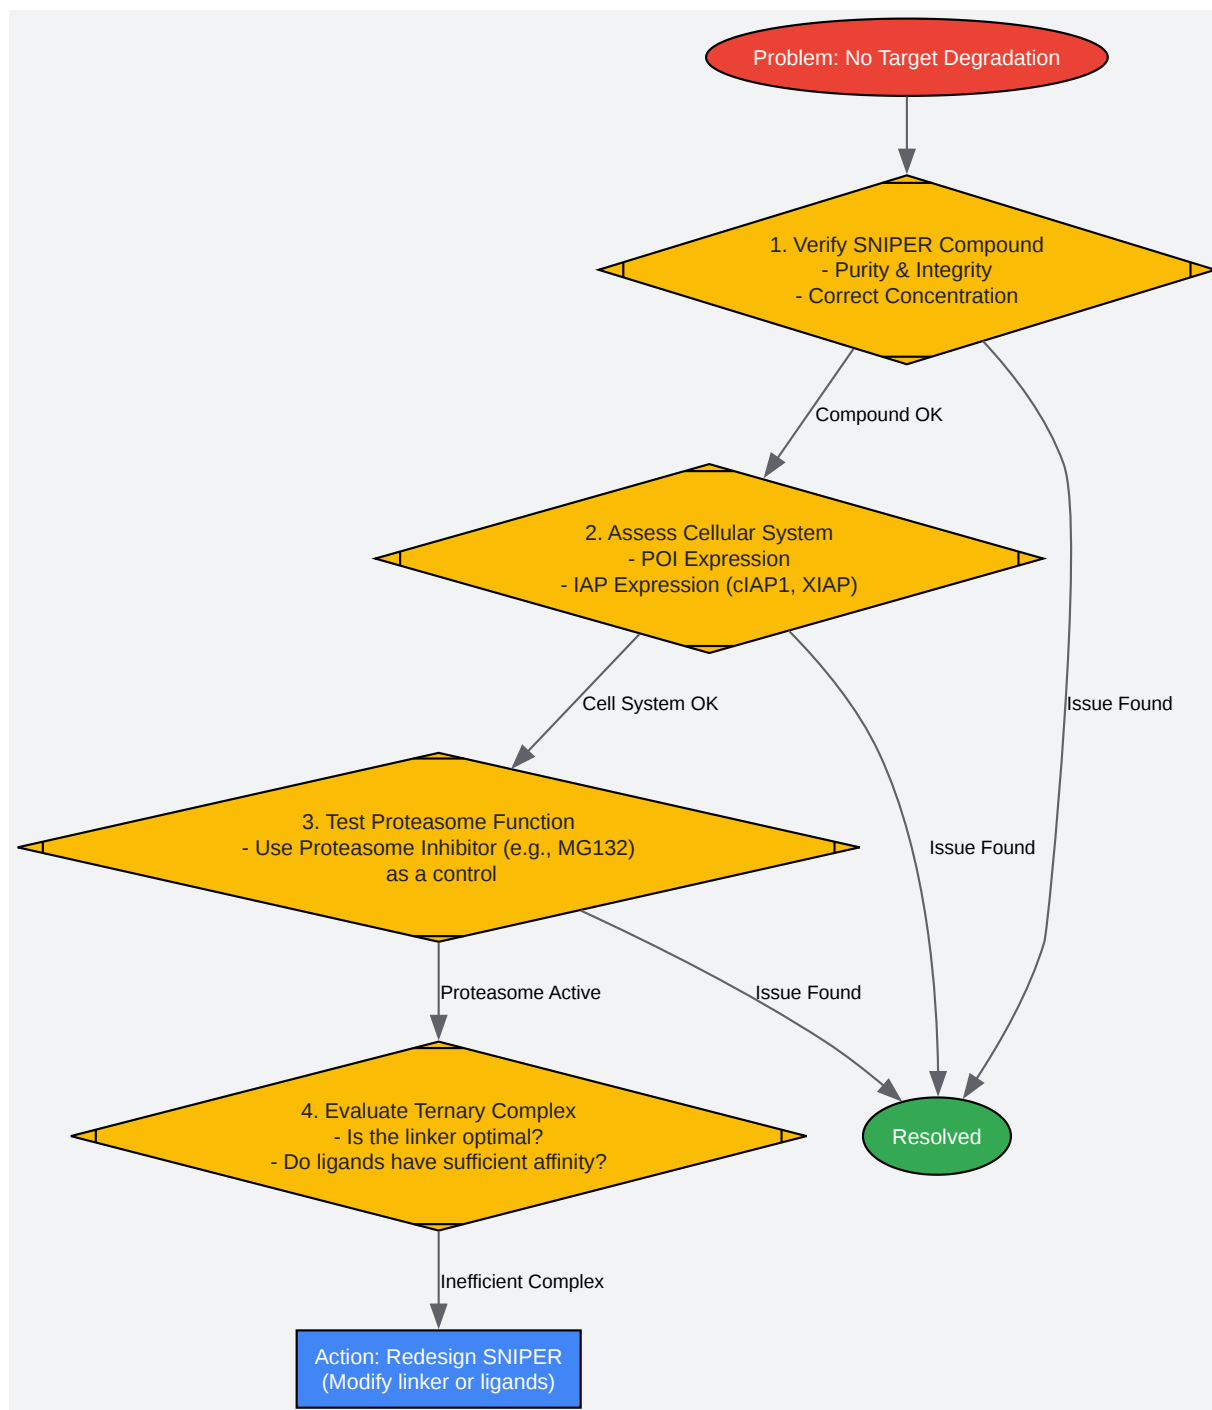 Problem: No Target Degradation
1. Verify SNIPER Compound
- Purity & Integrity
- Correct Concentration
Compound OK
2. Assess Cellular System
- POI Expression
- IAP Expression (cIAP1, XIAP)
Cell System OK
Issue Found
3. Test Proteasome Function
- Use Proteasome Inhibitor (e.g., MG132)
as a control
Issue Found
Proteasome Active
Issue Found
4. Evaluate Ternary Complex
- Is the linker optimal?
- Do ligands have sufficient affinity?
Resolved
Inefficient Complex
Action: Redesign SNIPER
(Modify linker or ligands)